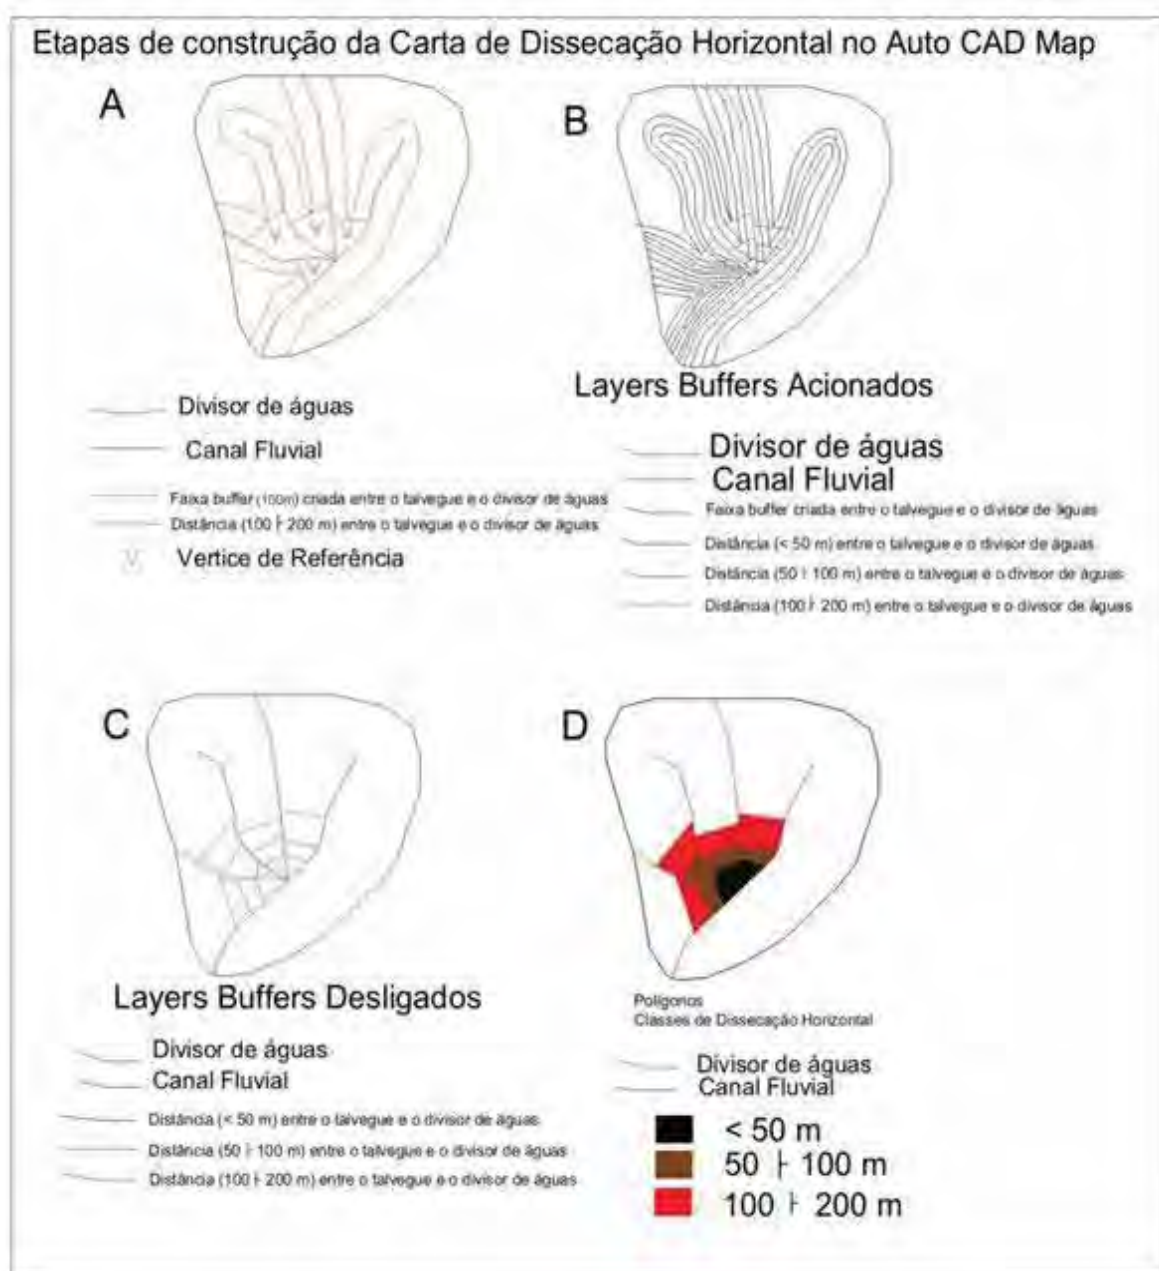 Etapas de construção da Carta de Dissecação Horizontal no Auto CAD Map
A
Divisor de águas
Canal Fluvial
Faixa buffer (100m) criada entre o talvegue e o divisor de águas
Distância (100 Ⱶ 200 m) entre o talvegue e o divisor de águas
Vertice de Referência
B
Layers Buffers Acionados
Divisor de águas
Canal Fluvial
Faixa buffer criada entre o talvegue e o divisor de águas
Distância (< 50 m) entre o talvegue e o divisor de águas.
Distância (50 Ⱶ 100 m) entre o talvegue e o divisor de águas
Distância (100 Ⱶ 200 m) entre o talvegue e o divisor de águas
C
Layers Buffers Desligados
Divisor de águas
Canal Fluvial
Distância (< 50 m) entre o talvegue e o divisor de águas.
Distância (50 Ⱶ 100 m) entre o talvegue e o divisor de águas
Distância (100 Ⱶ 200 m) entre o talvegue e o divisor de águas
D
Polígonos
Classes de Dissecação Horizontal
Divisor de águas
Canal Fluvial
< 50 m
50 Ⱶ 100 m
100 Ⱶ 200 m